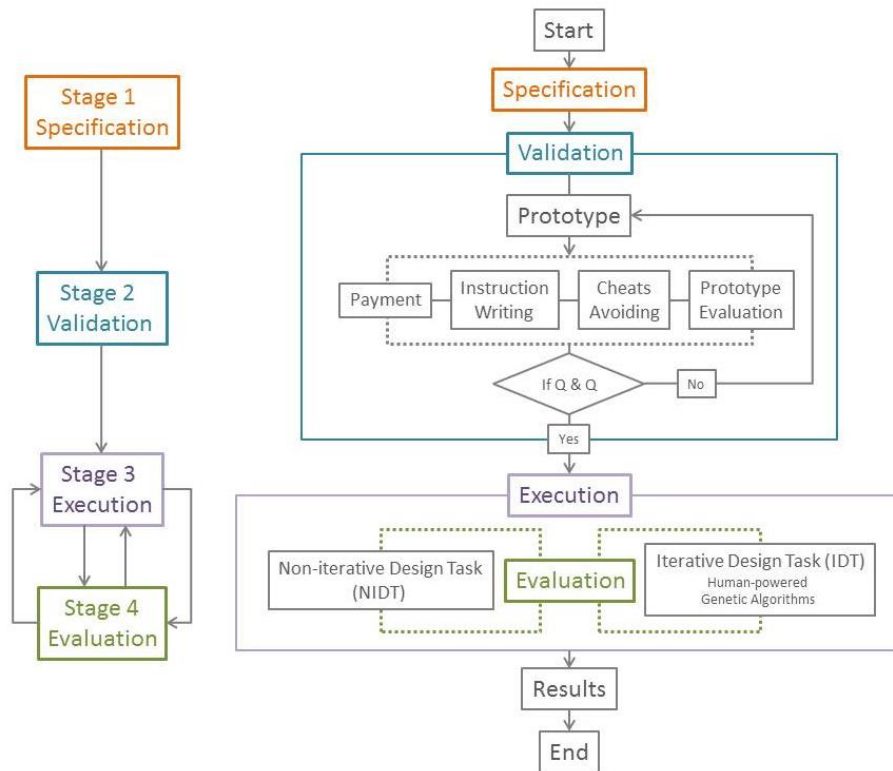 Stage 1
Specification
Stage 2
Validation
Stage 3
Execution
Stage 4
Evaluation
Start
Specification
Validation
Prototype
Payment
Instruction
Writing
Cheats
Avoiding
Prototype
Evaluation
If Q & Q
No
Yes
Execution
Non-iterative Design Task
(NIDT)
Evaluation
Iterative Design Task (IDT)
Human-powered
Genetic Algorithms
Results
End